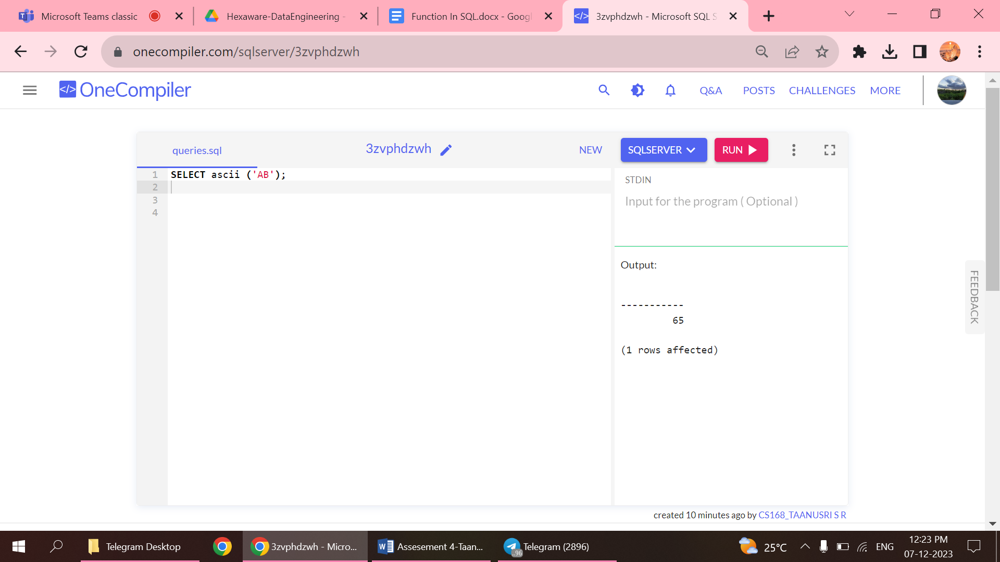 Microsoft Teams classic
Hexaware-DataEngineering -
Function In SQL.docx - Googl
3zvphdzwh - Microsoft SQL S
onecompiler.com/sqlserver/3zvphdzwh
</> OneCompiler
Q&A
POSTS
CHALLENGES
MORE
queries.sql
3zvphdzwh
NEW
SQLSERVER
RUN
1 SELECT ascii ('AB');
2
3
4
STDIN
Input for the program ( Optional )
Output:
-----------
65
(1 rows affected)
FEEDBACK
created 10 minutes ago by CS168_TAANUSRI S R
Telegram Desktop
3zvphdzwh - Micro...
Assesement 4-Taan...
..96
Telegram (2896)
25°C
ENG
12:23 PM
07-12-2023